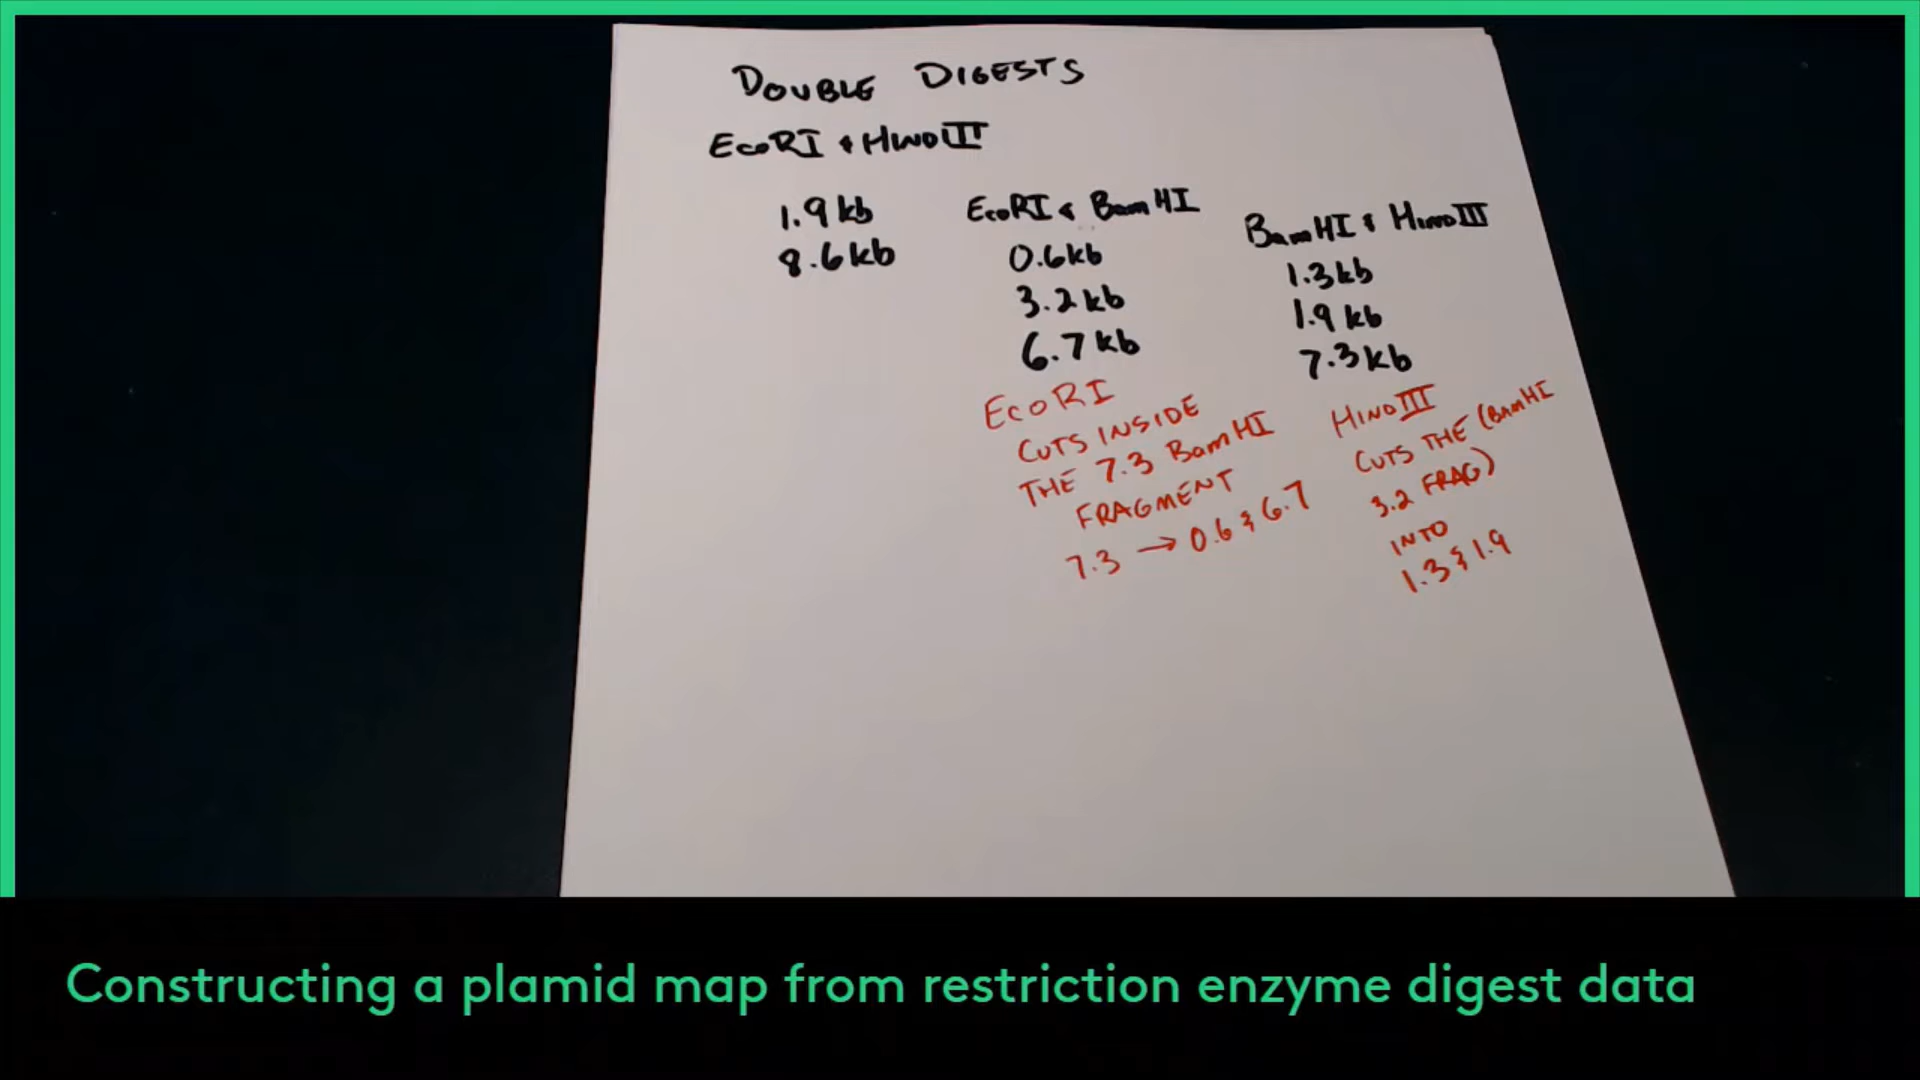 DOUBLE DIGESTS
EcoRI & HINDIII
1.9kb
8.6kb
EcoRI & BamHI
0.6kb
3.2kb
6.7kb
BamHI & HINDIII
1.3kb
1.9kb
7.3kb
EcoRI
CUTS INSIDE
THE 7.3 BamHI
FRAGMENT
7.3 → 0.6 & 6.7
HINDIII
CUTS THE (BAMHI
3.2 FRAG)
INTO
1.3 & 1.9
Constructing a plamid map from restriction enzyme digest data